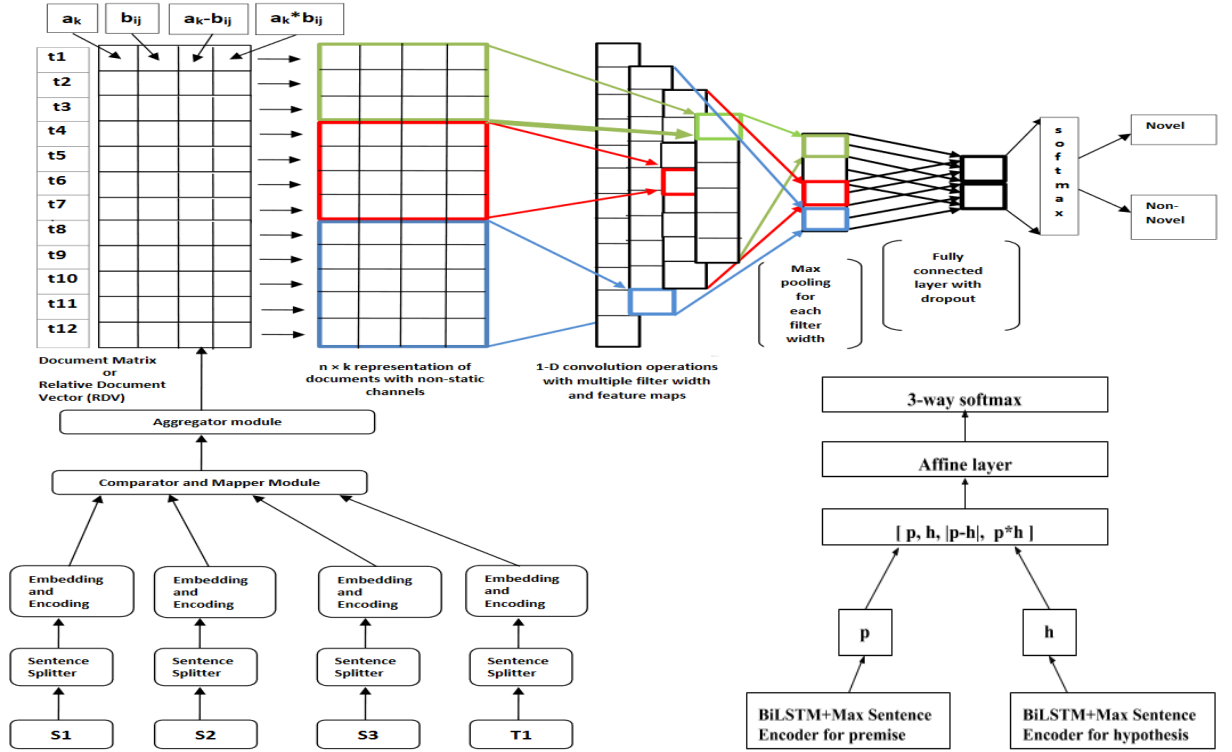 ak
bij
ak-bij
ak*bij
t1
t2
t3
t4
t5
t6
t7
t8
t9
t10
t11
t12
Document Matrix
or
Relative Document
Vector (RDV)
n × k representation of
documents with non-static
channels
1-D convolution operations
with multiple filter width
and feature maps
Max
pooling
for
each
filter
width
Fully
connected
layer with
dropout
softmax
Novel
Non-
Novel
Aggregator module
Comparator and Mapper Module
Embedding
and
Encoding
Embedding
and
Encoding
Embedding
and
Encoding
Embedding
and
Encoding
Sentence
Splitter
Sentence
Splitter
Sentence
Splitter
Sentence
Splitter
S1
S2
S3
T1
3-way softmax
Affine layer
[ p, h, |p-h|, p*h ]
p
h
BiLSTM+Max Sentence
Encoder for premise
BiLSTM+Max Sentence
Encoder for hypothesis